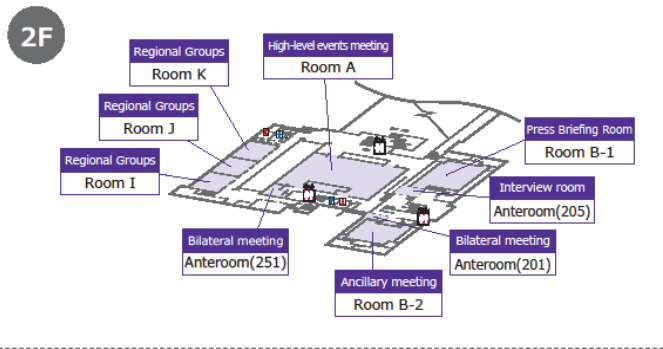 2F
Regional Groups
Room K
High-level events meeting
Room A
Regional Groups
Room J
Press Briefing Room
Room B-1
Regional Groups
Room I
Interview room
Anteroom(205)
Bilateral meeting
Anteroom(251)
Bilateral meeting
Anteroom(201)
Ancillary meeting
Room B-2